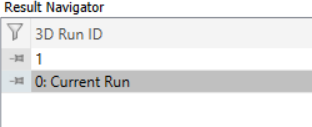 Result Navigator
3D Run ID
1
0: Current Run